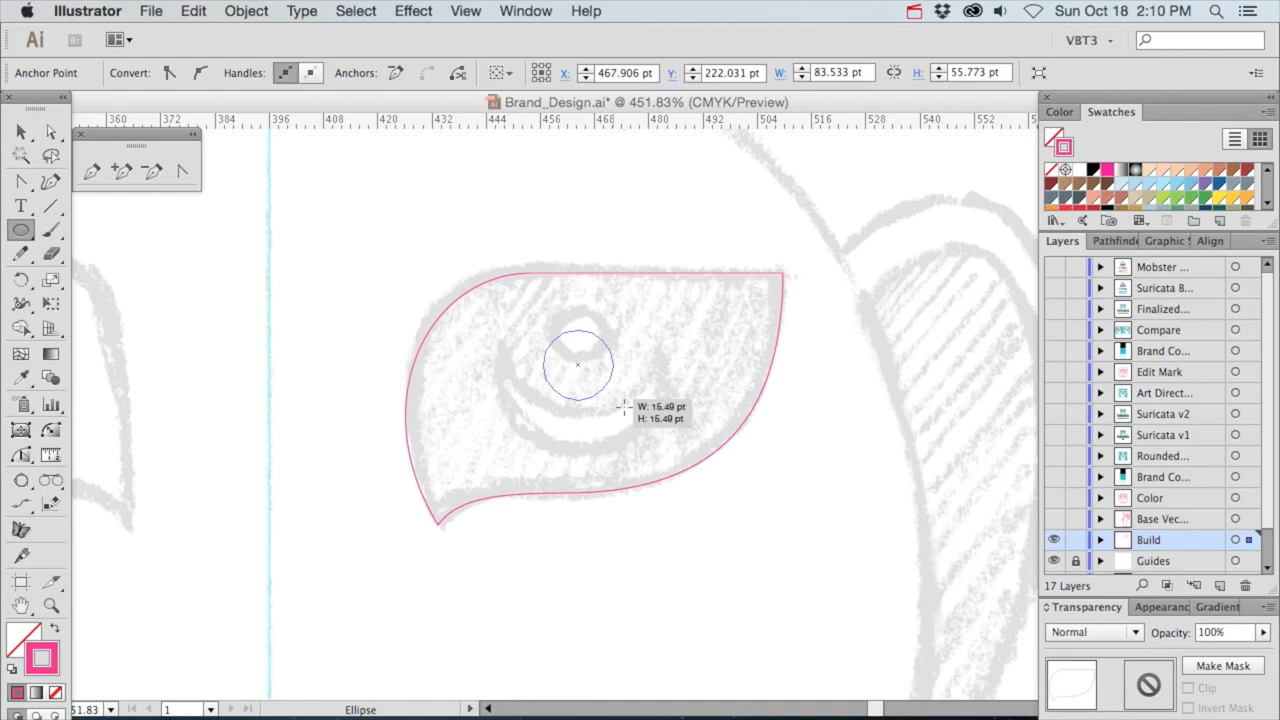 Illustrator File Edit Object Type Select Effect View Window Help Sun Oct 18 2:10 PM
Ai Br VBT3
Anchor Point Convert: Handles: Anchors: X: 467.906 pt Y: 222.031 pt W: 83.533 pt H: 55.773 pt
Brand_Design.ai* @ 451.83% (CMYK/Preview)
360 372 384 396 408 420 432 444 456 468 480 492 504 516 528 540 552
Color Swatches
Layers Pathfinde Graphic Align
Mobster ...
Suricata B...
Finalized...
Compare
Brand Co...
Edit Mark
Art Direct...
Suricata v2
Suricata v1
Rounded...
Brand Co...
Color
Base Vec...
Build
Guides
17 Layers
W: 15.49 pt
H: 15.49 pt
Transparency Appearanc Gradient
Normal Opacity: 100%
Make Mask
Clip
Invert Mask
51.83 1 Ellipse